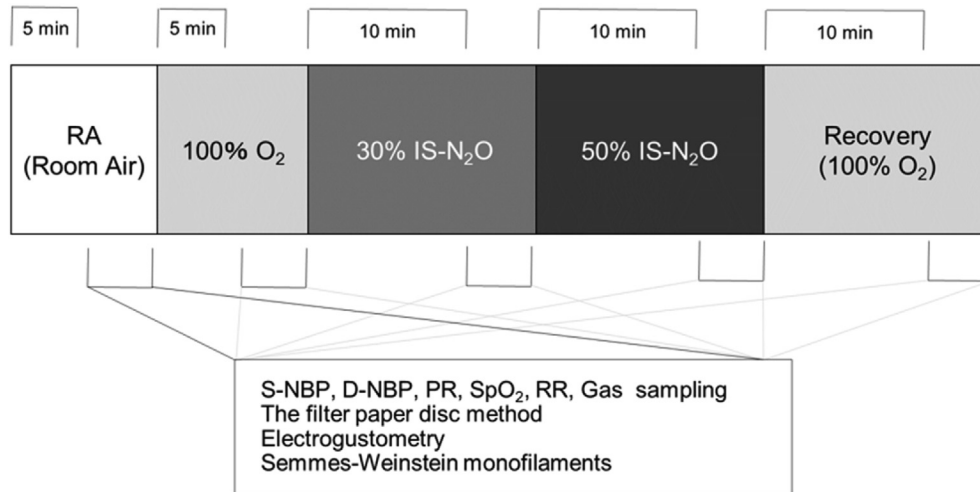 5 min
5 min
10 min
10 min
10 min
RA
(Room Air)
100% O₂
30% IS-N₂O
50% IS-N₂O
Recovery
(100% O₂)
S-NBP, D-NBP, PR, SpO₂, RR, Gas sampling
The filter paper disc method
Electrogustometry
Semmes-Weinstein monofilaments